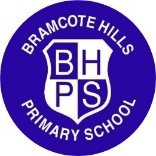 BRAMCOTE HILLS
BH
PS
PRIMARY SCHOOL